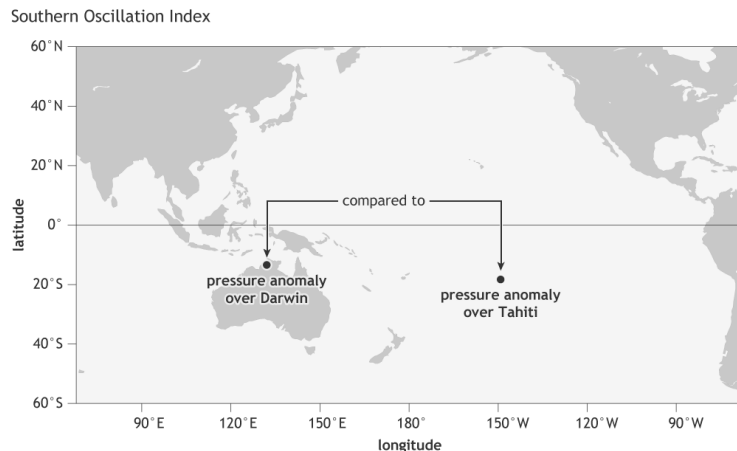 Southern Oscillation Index
60°N
40°N
20°N
0°
20°S
40°S
60°S
latitude
compared to
pressure anomaly
over Darwin
pressure anomaly
over Tahiti
90°E
120°E
150°E
180°
150°W
120°W
90°W
longitude